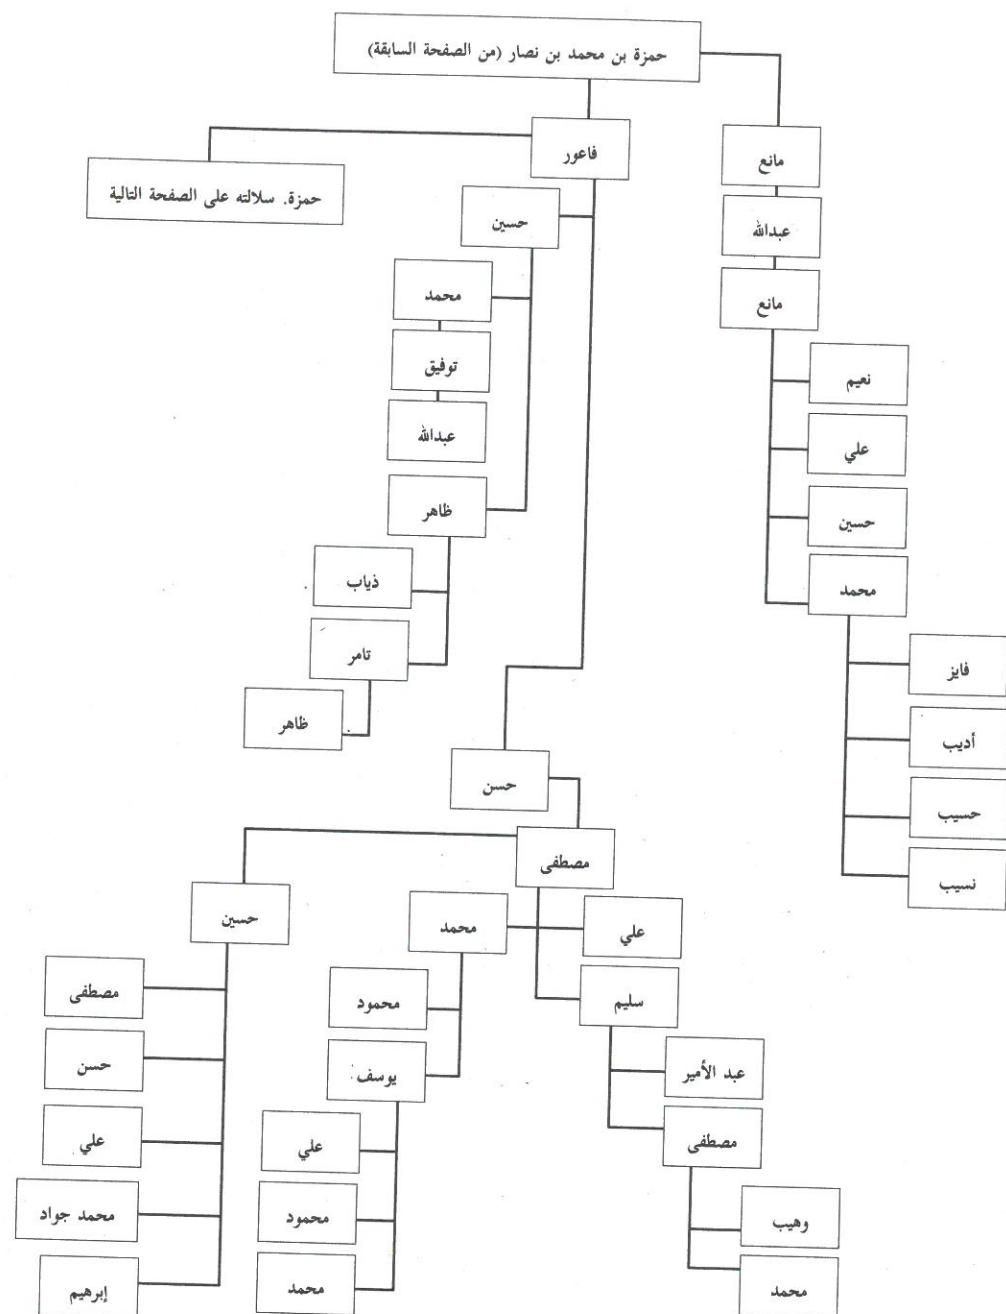 حمزة بن محمد بن نصار (من الصفحة السابقة)
مانع
عبدالله
مانع
نعيم
علي
حسين
محمد
فايز
أديب
حسيب
نسيب
فاعور
حمزة. سلالته على الصفحة التالية
حسين
محمد
توفيق
عبدالله
ظاهر
ذياب
تامر
ظاهر
حسن
مصطفى
علي
سليم
عبد الأمير
مصطفى
وهيب
محمد
محمد
محمود
يوسف
علي
محمود
محمد
حسين
مصطفى
حسن
علي
محمد جواد
إبرهيم